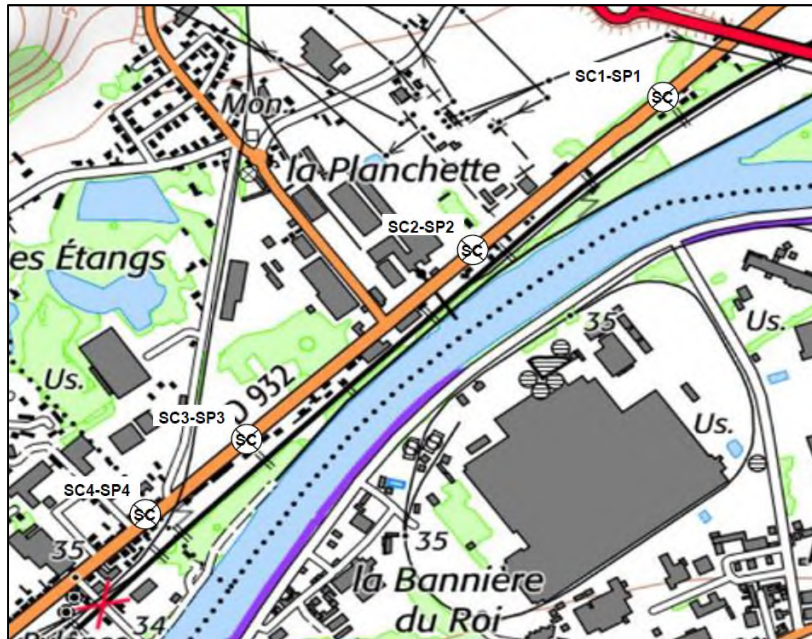 SC1-SP1
SC
Mon.
la Planchette
SC2-SP2
SC
es Étangs
35
Us.
Us.
D 932
SC3-SP3
SC
Us.
SC4-SP4
SC
35
35
la Bannière
du Roi
34